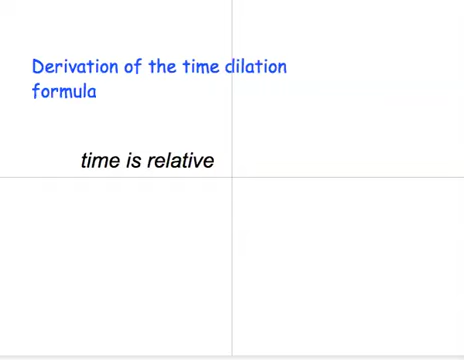 Derivation of the time dilation
formula
time is relative